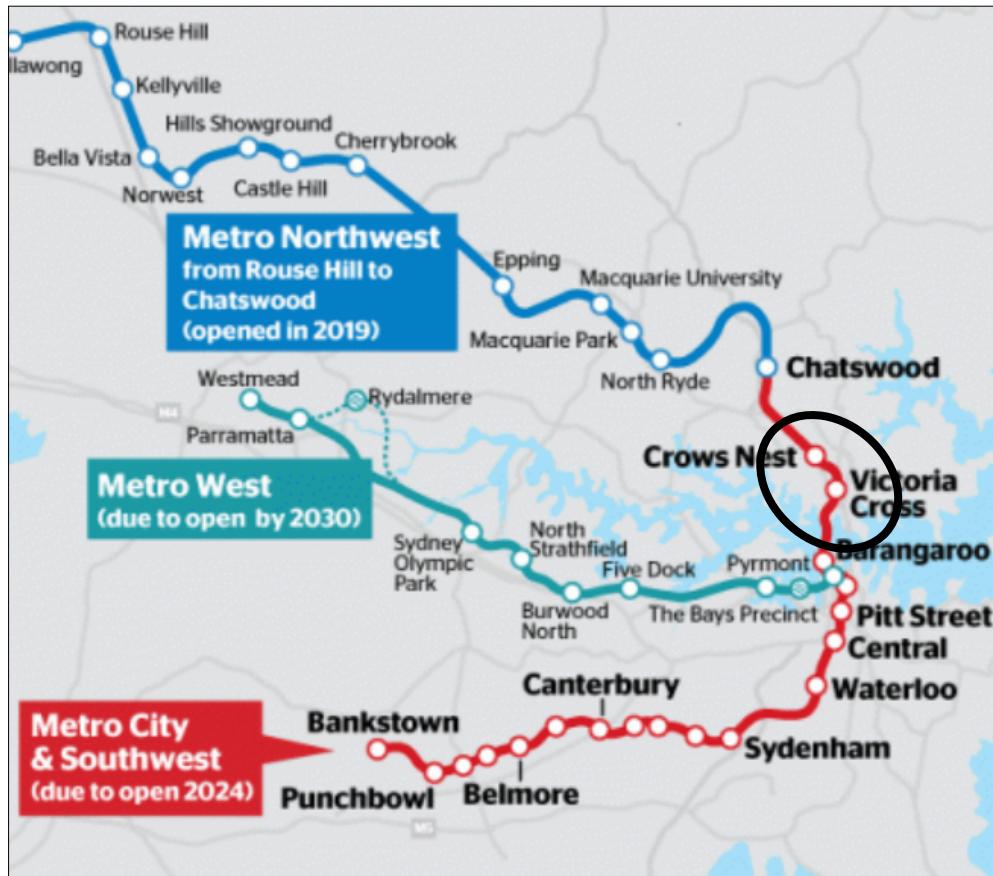 Rouse Hill
llawong
Kellyville
Hills Showground
Cherrybrook
Bella Vista
Castle Hill
Norwest
Metro Northwest
from Rouse Hill to
Chatswood
(opened in 2019)
Epping
Macquarie University
Macquarie Park
North Ryde
Chatswood
Westmead
Rydalmere
M4
Parramatta
Crows Nest
Victoria
Cross
Metro West
(due to open by 2030)
Sydney
Olympic
Park
North
Strathfield
Five Dock
Pyrmont
Barangaroo
Burwood
North
The Bays Precinct
Pitt Street
Central
Canterbury
Waterloo
Metro City
& Southwest
(due to open 2024)
Bankstown
Sydenham
Punchbowl
Belmore
M5